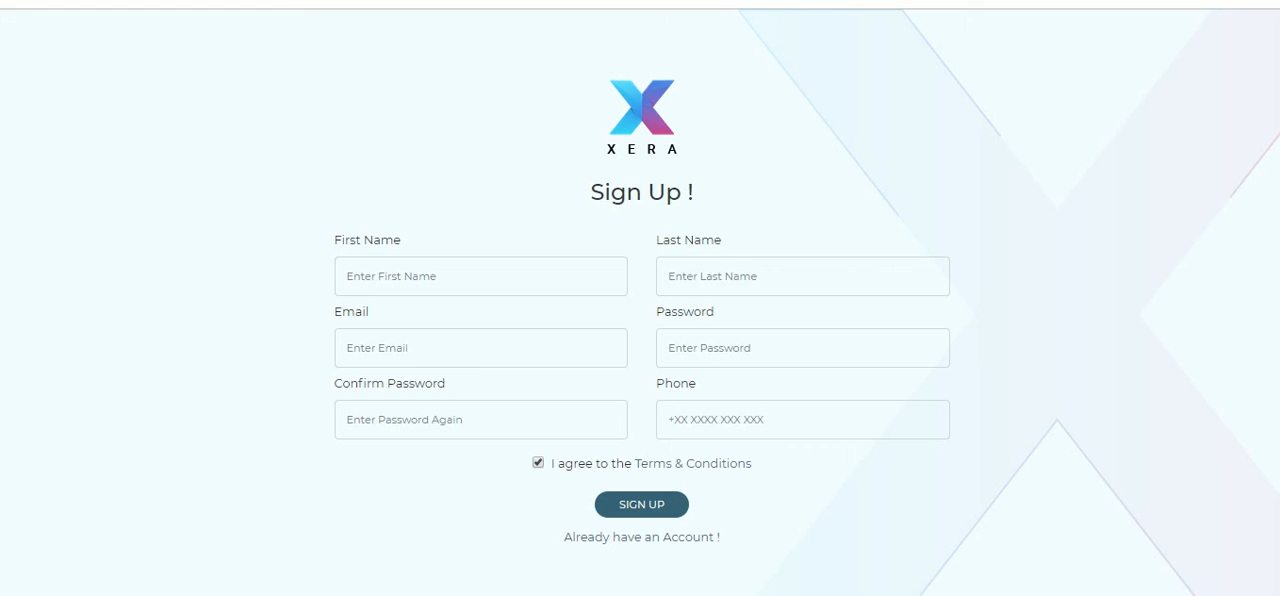 XERA
Sign Up !
First Name
Last Name
Enter First Name
Enter Last Name
Email
Password
Enter Email
Enter Password
Confirm Password
Phone
Enter Password Again
+XX XXXX XXX XXX
I agree to the Terms & Conditions
SIGN UP
Already have an Account !